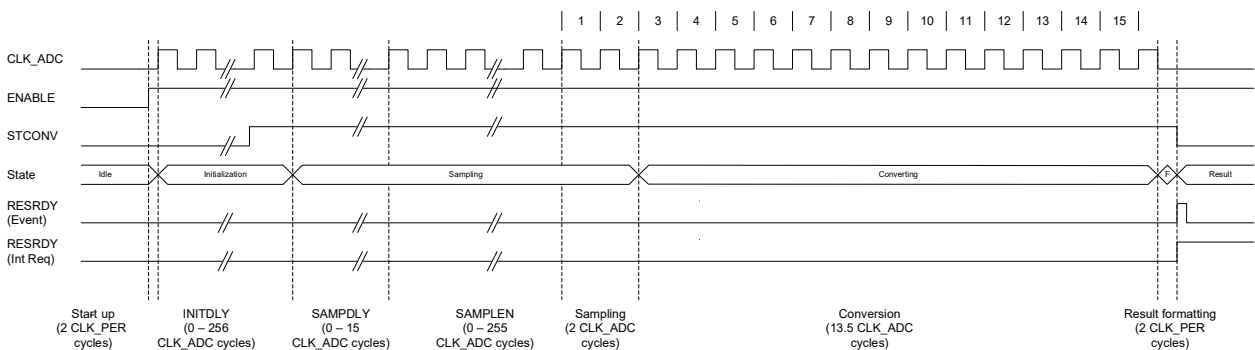 1 2 3 4 5 6 7 8 9 10 11 12 13 14 15
CLK_ADC
ENABLE
STCONV
State Idle Initialization Sampling Converting F Result
RESRDY
(Event)
RESRDY
(Int Req)
Start up
(2 CLK_PER
cycles)
INITDLY
(0 – 256
CLK_ADC cycles)
SAMPDLY
(0 – 15
CLK_ADC cycles)
SAMPLEN
(0 – 255
CLK_ADC cycles)
Sampling
(2 CLK_ADC
cycles)
Conversion
(13.5 CLK_ADC
cycles)
Result formatting
(2 CLK_PER
cycles)